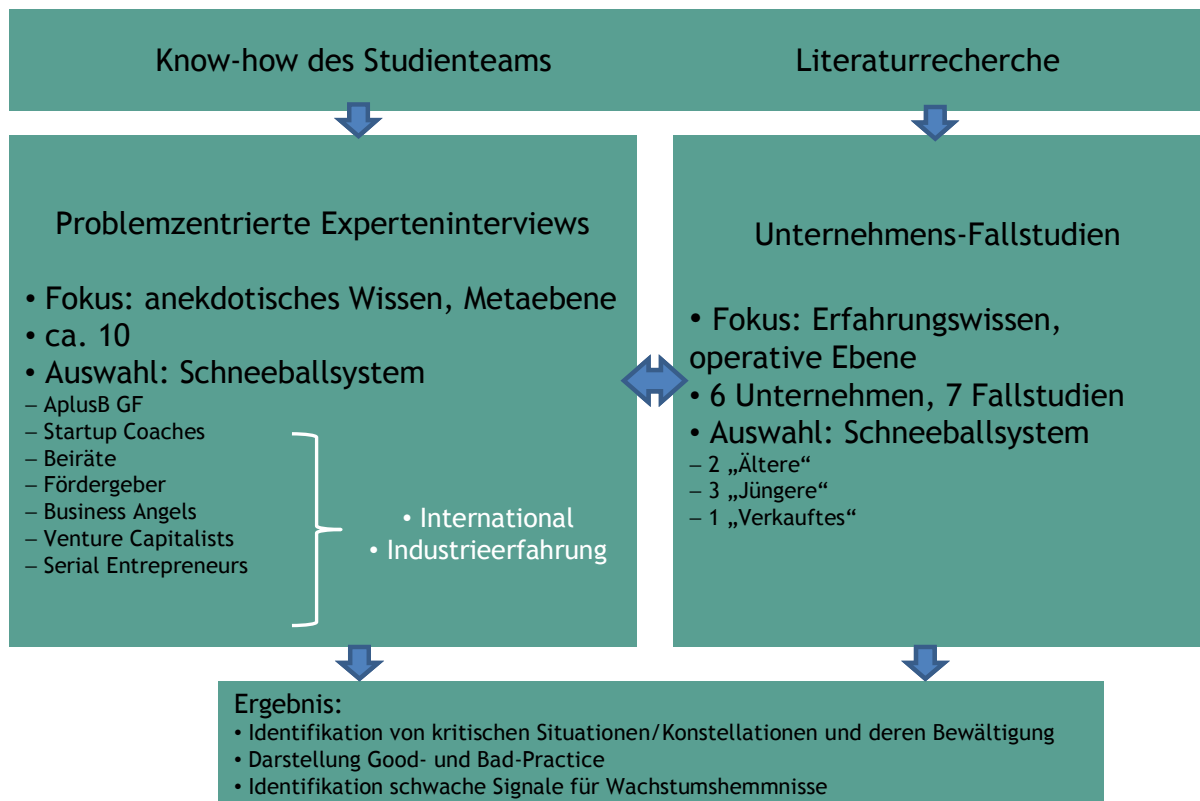 Know-how des Studienteams
Literaturrecherche
Problemzentrierte Experteninterviews
• Fokus: anekdotisches Wissen, Metaebene
• ca. 10
• Auswahl: Schneeballsystem
– AplusB GF
– Startup Coaches
– Beiräte
– Fördergeber
– Business Angels
– Venture Capitalists
– Serial Entrepreneurs
• International
• Industrieerfahrung
Unternehmens-Fallstudien
• Fokus: Erfahrungswissen,
operative Ebene
• 6 Unternehmen, 7 Fallstudien
• Auswahl: Schneeballsystem
– 2 „Ältere“
– 3 „Jüngere“
– 1 „Verkauftes“
Ergebnis:
• Identifikation von kritischen Situationen/Konstellationen und deren Bewältigung
• Darstellung Good- und Bad-Practice
• Identifikation schwache Signale für Wachstumshemmnisse